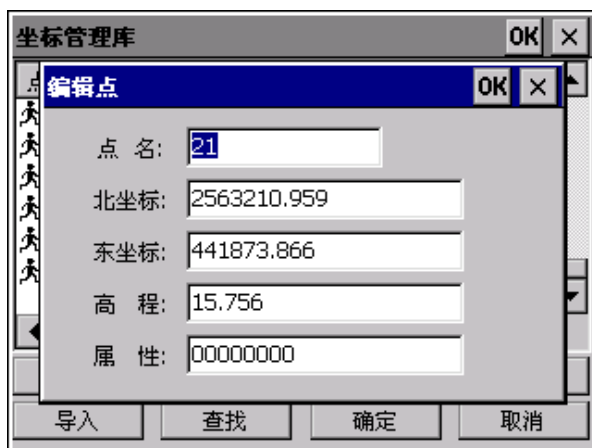 坐标管理库 OK ×
编辑点 OK ×
点 名: 21
北坐标: 2563210.959
东坐标: 441873.866
高 程: 15.756
属 性: 00000000
导入 查找 确定 取消